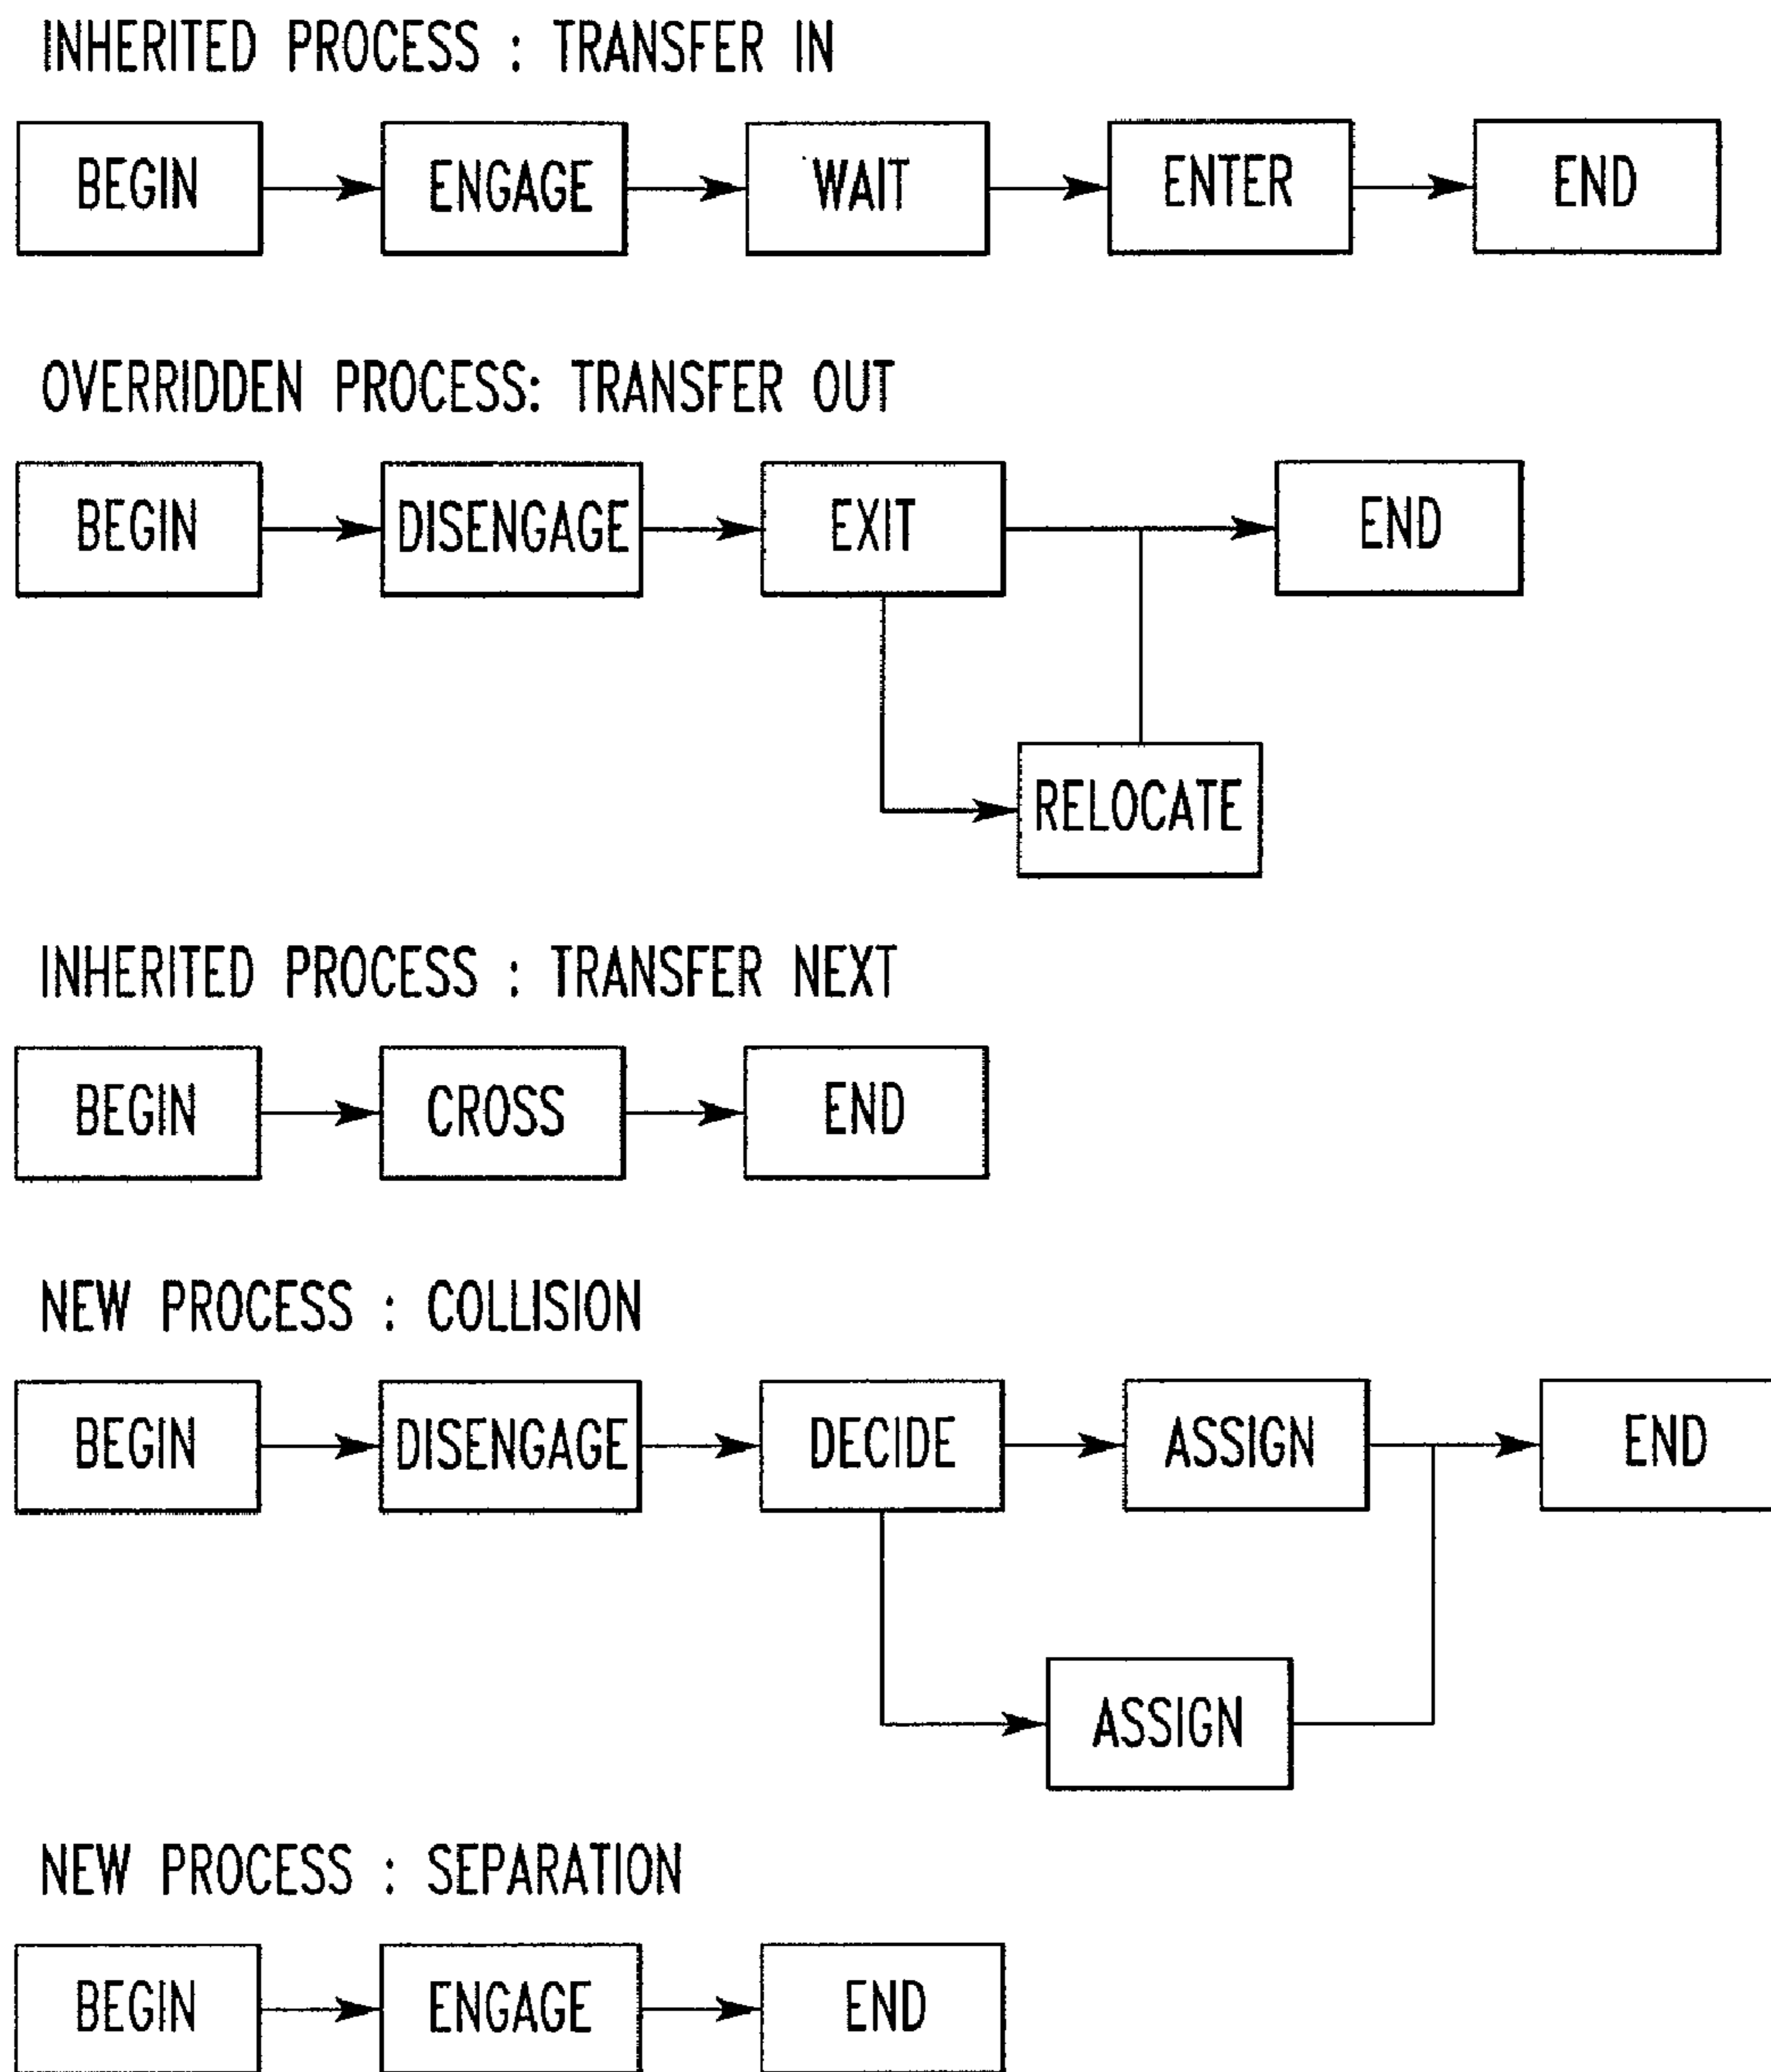 INHERITED PROCESS : TRANSFER IN
BEGIN ENGAGE WAIT ENTER END
OVERRIDDEN PROCESS: TRANSFER OUT
BEGIN DISENGAGE EXIT END
RELOCATE
INHERITED PROCESS : TRANSFER NEXT
BEGIN CROSS END
NEW PROCESS : COLLISION
BEGIN DISENGAGE DECIDE ASSIGN END
ASSIGN
NEW PROCESS : SEPARATION
BEGIN ENGAGE END